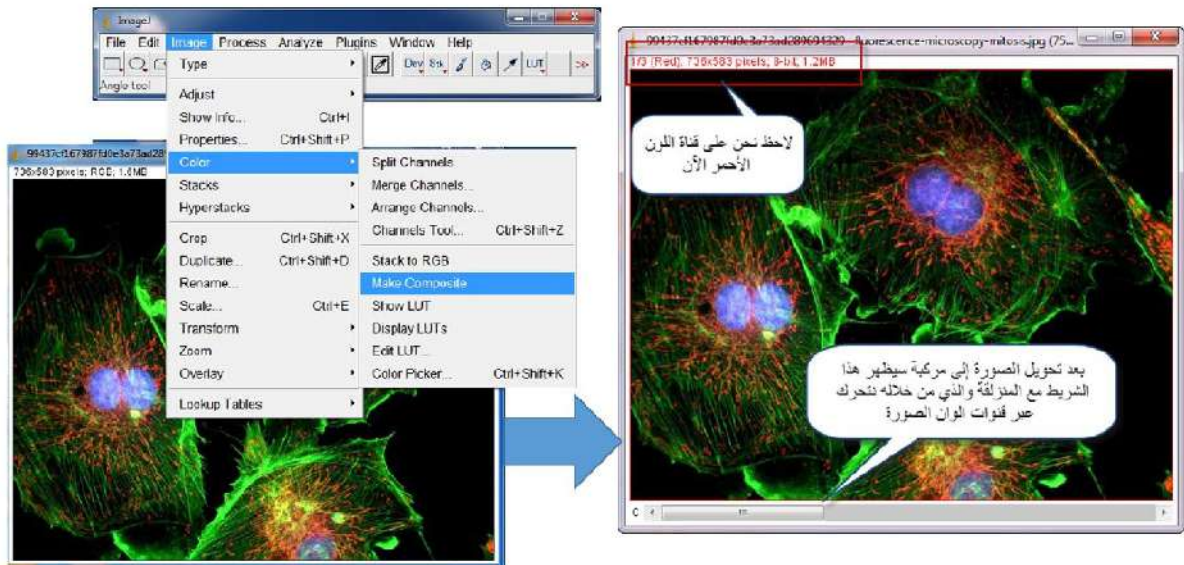 ImageJ
File Edit Image Process Analyze Plugins Window Help
Dev Stk LUT >>
Angle tool
Type
Adjust
Show Info... Ctrl+I
Properties... Ctrl+Shift+P
Color
Stacks
Hyperstacks
Crop Ctrl+Shift+X
Duplicate... Ctrl+Shift+D
Rename...
Scale... Ctrl+E
Transform
Zoom
Overlay
Lookup Tables
Split Channels
Merge Channels...
Arrange Channels...
Channels Tool... Ctrl+Shift+Z
Stack to RGB
Make Composite
Show LUT
Display LUTs
Edit LUT...
Color Picker... Ctrl+Shift+K
736x583 pixels; RGB; 1.6MB
fluorescence-microscopy-mitosis.jpg (75...
1/3 (Red); 736x583 pixels; 8-bit; 1.2MB
لاحظ نحن على قناة اللون
الأحمر الآن
بعد تحويل الصورة إلى مركبة سيظهر هذا
الشريط مع المنزلقة والذي من خلاله نتحرك
عبر قنوات الوان الصورة
C